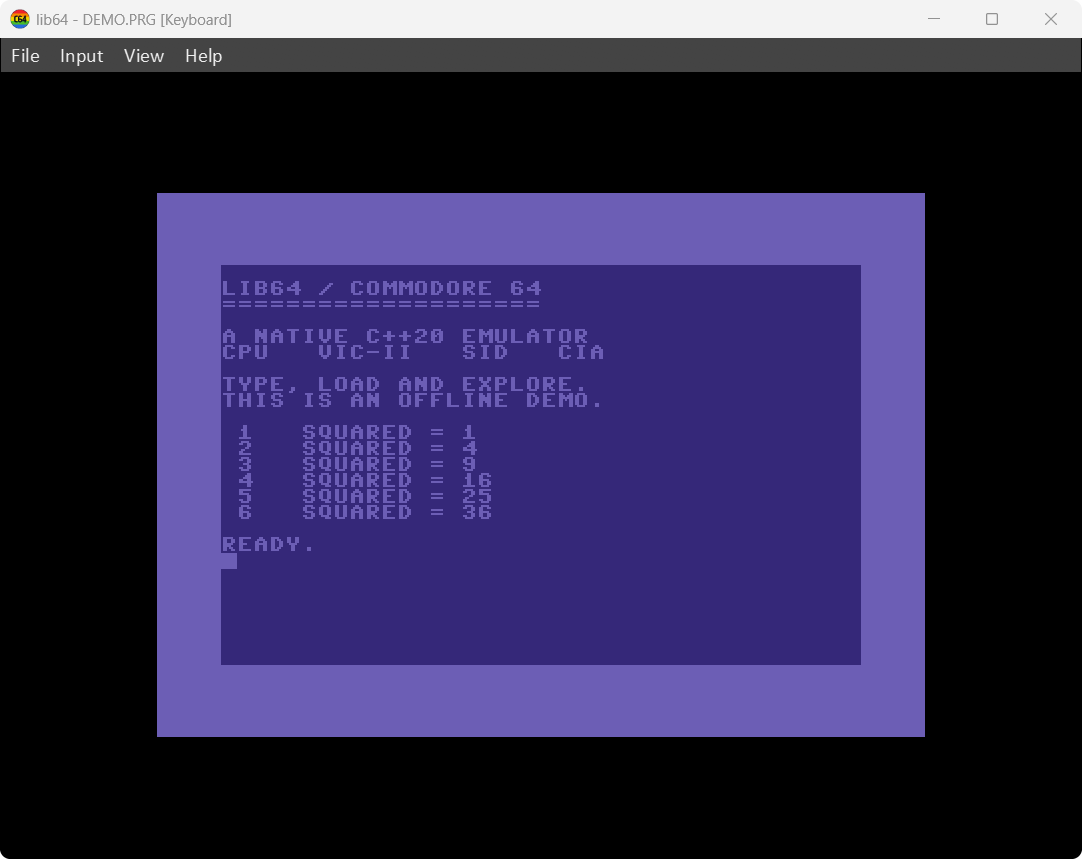 C64 lib64 - DEMO.PRG [Keyboard]
File Input View Help
LIB64 / COMMODORE 64
====================
A NATIVE C++20 EMULATOR
CPU VIC-II SID CIA
TYPE, LOAD AND EXPLORE.
THIS IS AN OFFLINE DEMO.
1 SQUARED = 1
2 SQUARED = 4
3 SQUARED = 9
4 SQUARED = 16
5 SQUARED = 25
6 SQUARED = 36
READY.